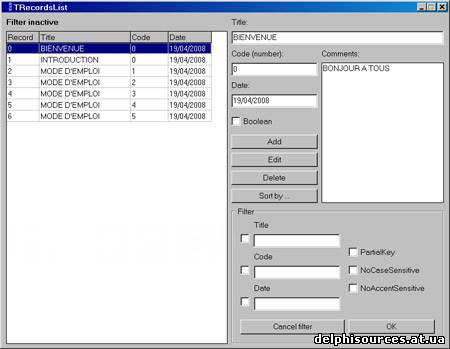 TRecordsList
Filter inactive
Record Title Code Date
0 BIENVENUE 0 19/04/2008
1 INTRODUCTION 0 19/04/2008
2 MODE D'EMPLOI 1 19/04/2008
3 MODE D'EMPLOI 2 19/04/2008
4 MODE D'EMPLOI 3 19/04/2008
5 MODE D'EMPLOI 4 19/04/2008
6 MODE D'EMPLOI 5 19/04/2008
Title:
BIENVENUE
Code (number):
0
Date:
19/04/2008
Boolean
Add
Edit
Delete
Sort by ..
Comments:
BONJOUR A TOUS
Filter
Title
Code
Date
PartialKey
NoCaseSensitive
NoAccentSensitive
Cancel filter
OK
delphisources.at.ua